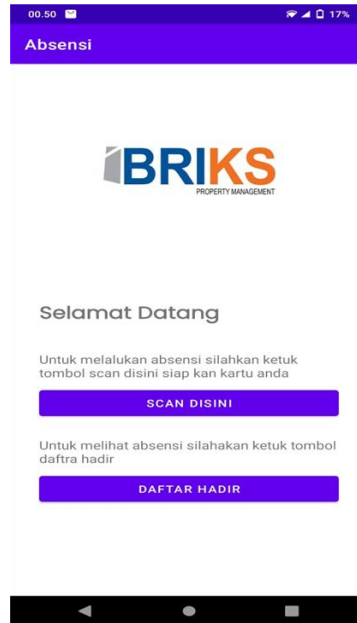 00.50
17%
Absensi
BRIKS
PROPERTY MANAGEMENT
Selamat Datang
Untuk melalukan absensi silahkan ketuk
tombol scan disini siap kan kartu anda
SCAN DISINI
Untuk melihat absensi silahakan ketuk tombol
daftra hadir
DAFTAR HADIR